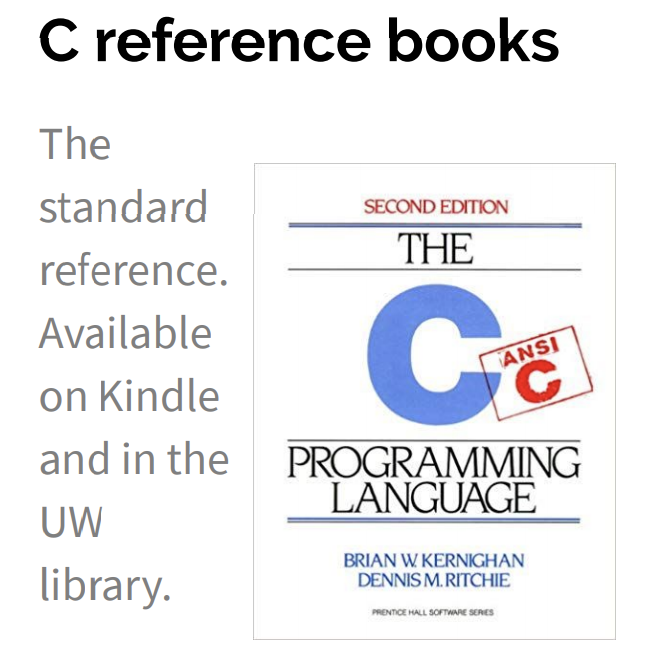 C reference books
The
standard
reference.
Available
on Kindle
and in the
UW
library.
SECOND EDITION
THE
C
ANSI
C
PROGRAMMING
LANGUAGE
BRIAN W. KERNIGHAN
DENNIS M. RITCHIE
PRENTICE HALL SOFTWARE SERIES